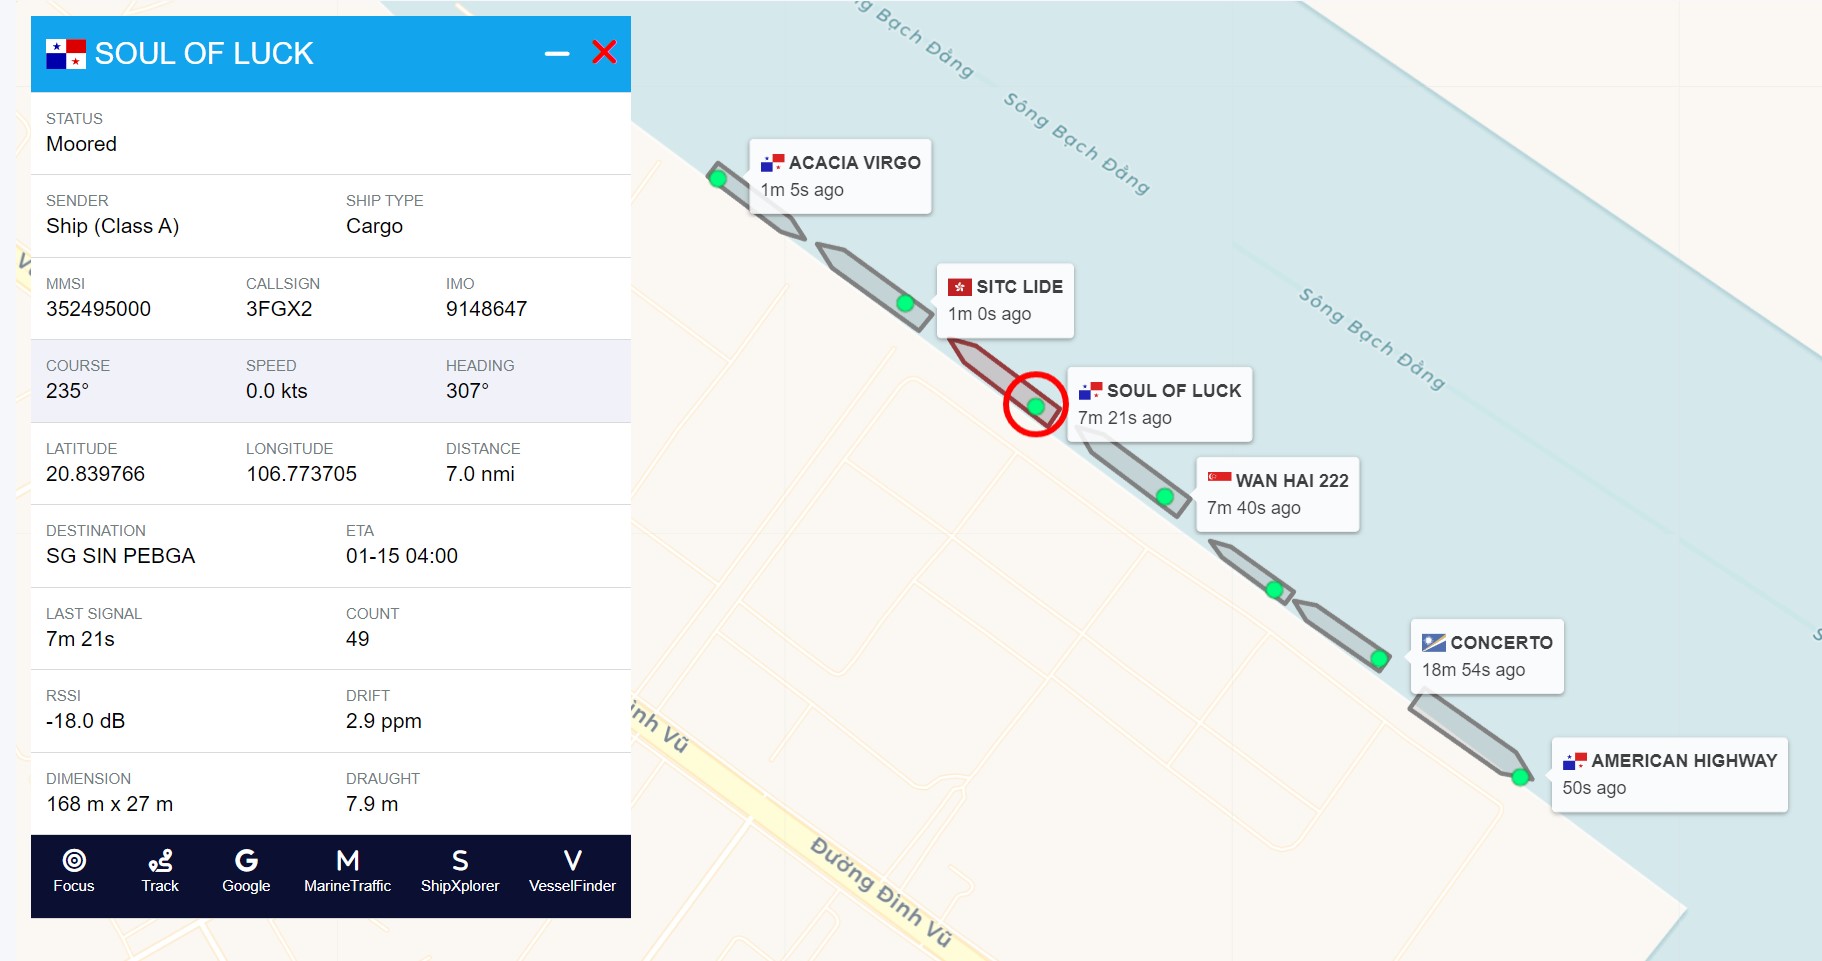 SOUL OF LUCK
STATUS
Moored
SENDER
Ship (Class A)
SHIP TYPE
Cargo
MMSI
352495000
CALLSIGN
3FGX2
IMO
9148647
COURSE
235°
SPEED
0.0 kts
HEADING
307°
LATITUDE
20.839766
LONGITUDE
106.773705
DISTANCE
7.0 nmi
DESTINATION
SG SIN PEBGA
ETA
01-15 04:00
LAST SIGNAL
7m 21s
COUNT
49
RSSI
-18.0 dB
DRIFT
2.9 ppm
DIMENSION
168 m x 27 m
DRAUGHT
7.9 m
Focus
Track
G
Google
M
MarineTraffic
S
ShipXplorer
V
VesselFinder
g Bạch Đằng
Sông Bạch Đằng
Sông Bạch Đằng
ACACIA VIRGO
1m 5s ago
SITC LIDE
1m 0s ago
SOUL OF LUCK
7m 21s ago
WAN HAI 222
7m 40s ago
CONCERTO
18m 54s ago
AMERICAN HIGHWAY
50s ago
inh Vũ
Đường Đình Vũ